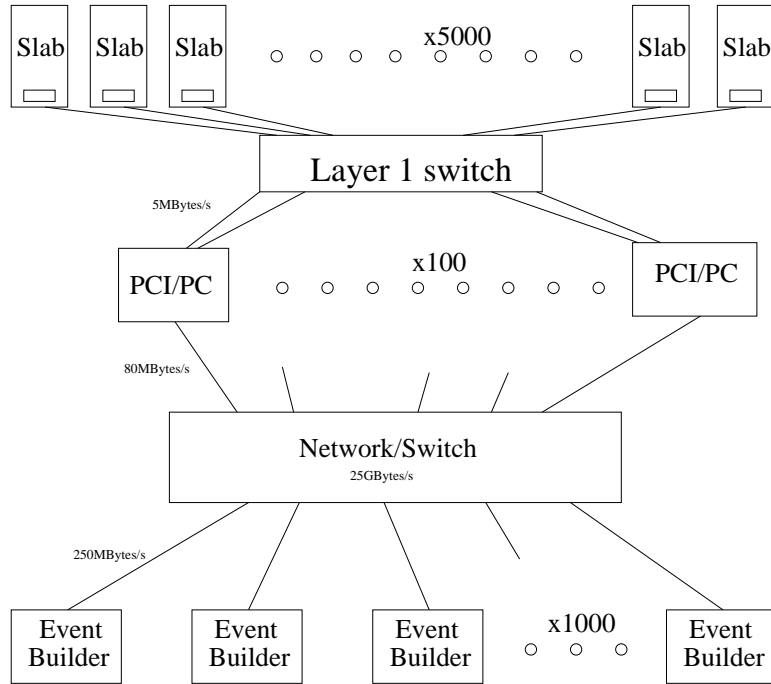 Slab
Slab
Slab
x5000
Slab
Slab
Layer 1 switch
5MBytes/s
PCI/PC
x100
PCI/PC
80MBytes/s
Network/Switch
25GBytes/s
250MBytes/s
Event
Builder
Event
Builder
Event
Builder
x1000
Event
Builder